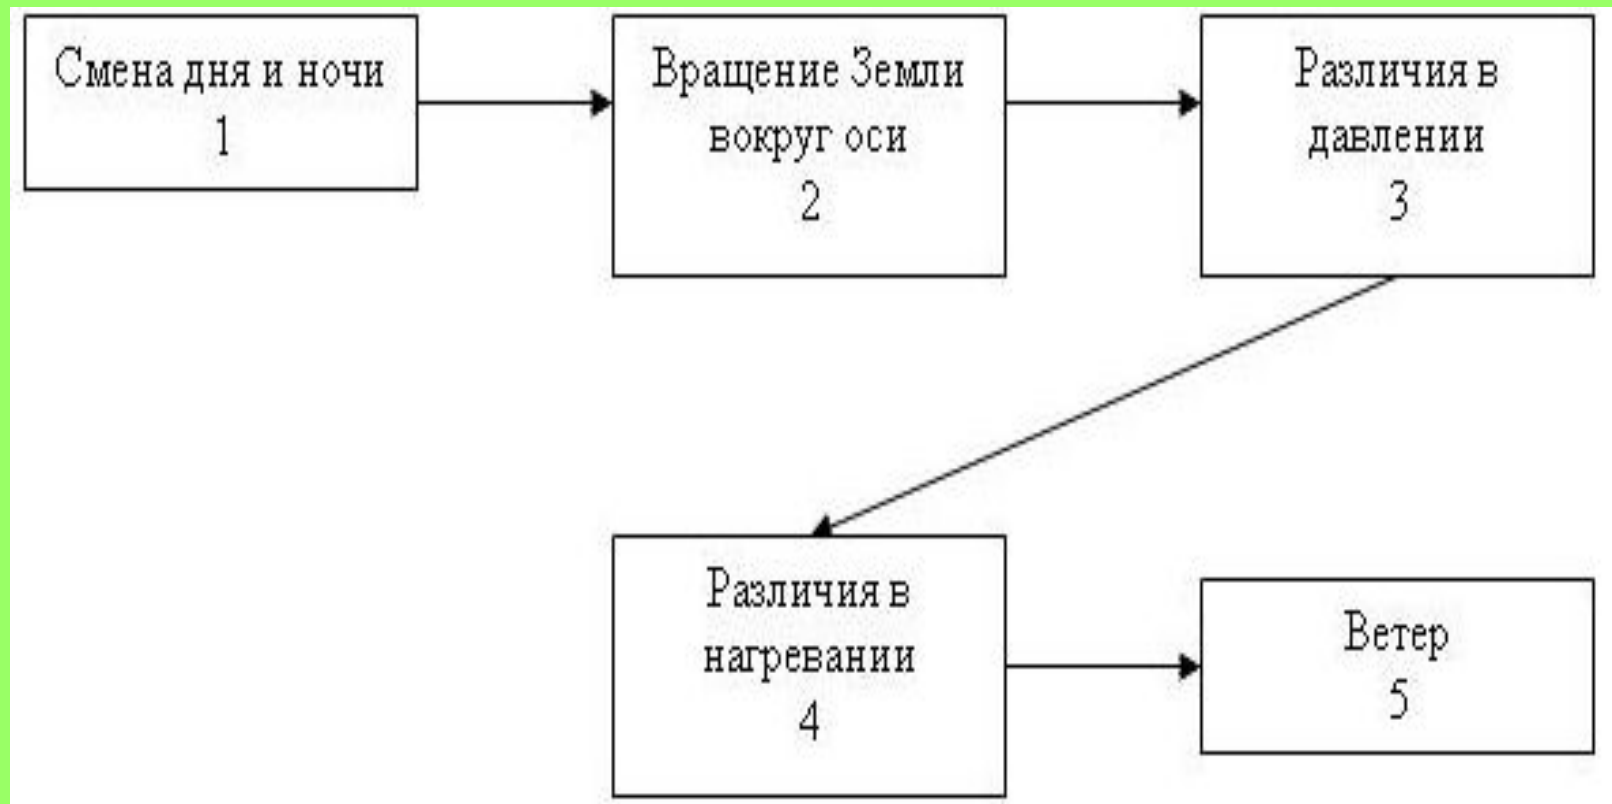 Смена дня и ночи
1
Вращение Земли
вокруг оси
2
Различия в
давлении
3
Различия в
нагревании
4
Ветер
5